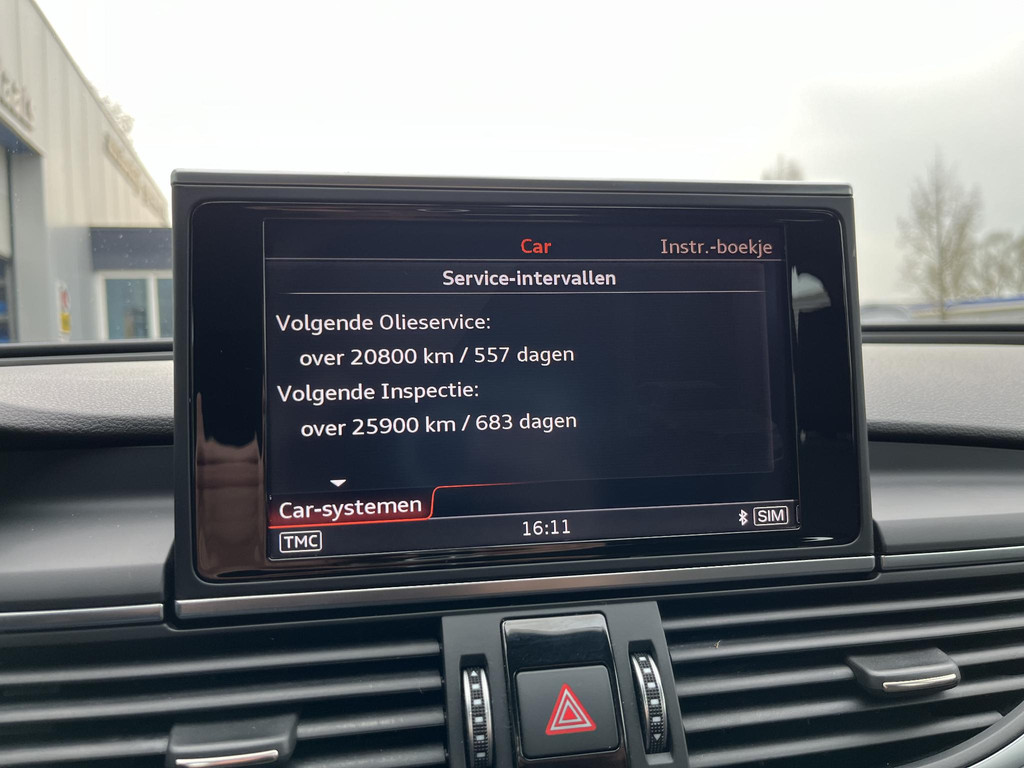 Car
Instr.-boekje
Service-intervallen
Volgende Olieservice:
over 20800 km / 557 dagen
Volgende Inspectie:
over 25900 km / 683 dagen
Car-systemen
TMC
16:11
SIM